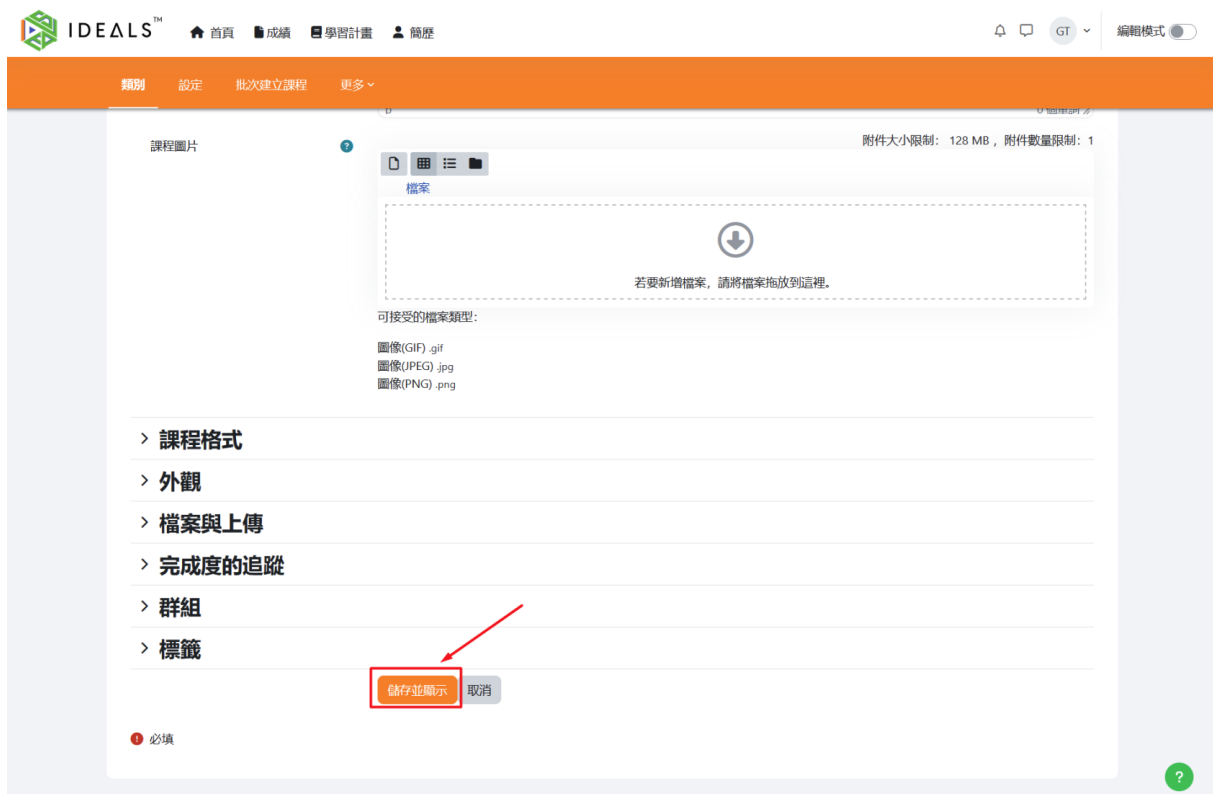 IDEALS™ 首頁 成績 學習計畫 簡歷 GT 編輯模式
類別 設定 批次建立課程 更多
p
課程圖片 ? 附件大小限制： 128 MB ，附件數量限制：1
檔案
若要新增檔案，請將檔案拖放到這裡。
可接受的檔案類型：
圖像(GIF) .gif
圖像(JPEG) .jpg
圖像(PNG) .png
課程格式
外觀
檔案與上傳
完成度的追蹤
群組
標籤
儲存並顯示 取消
! 必填
?